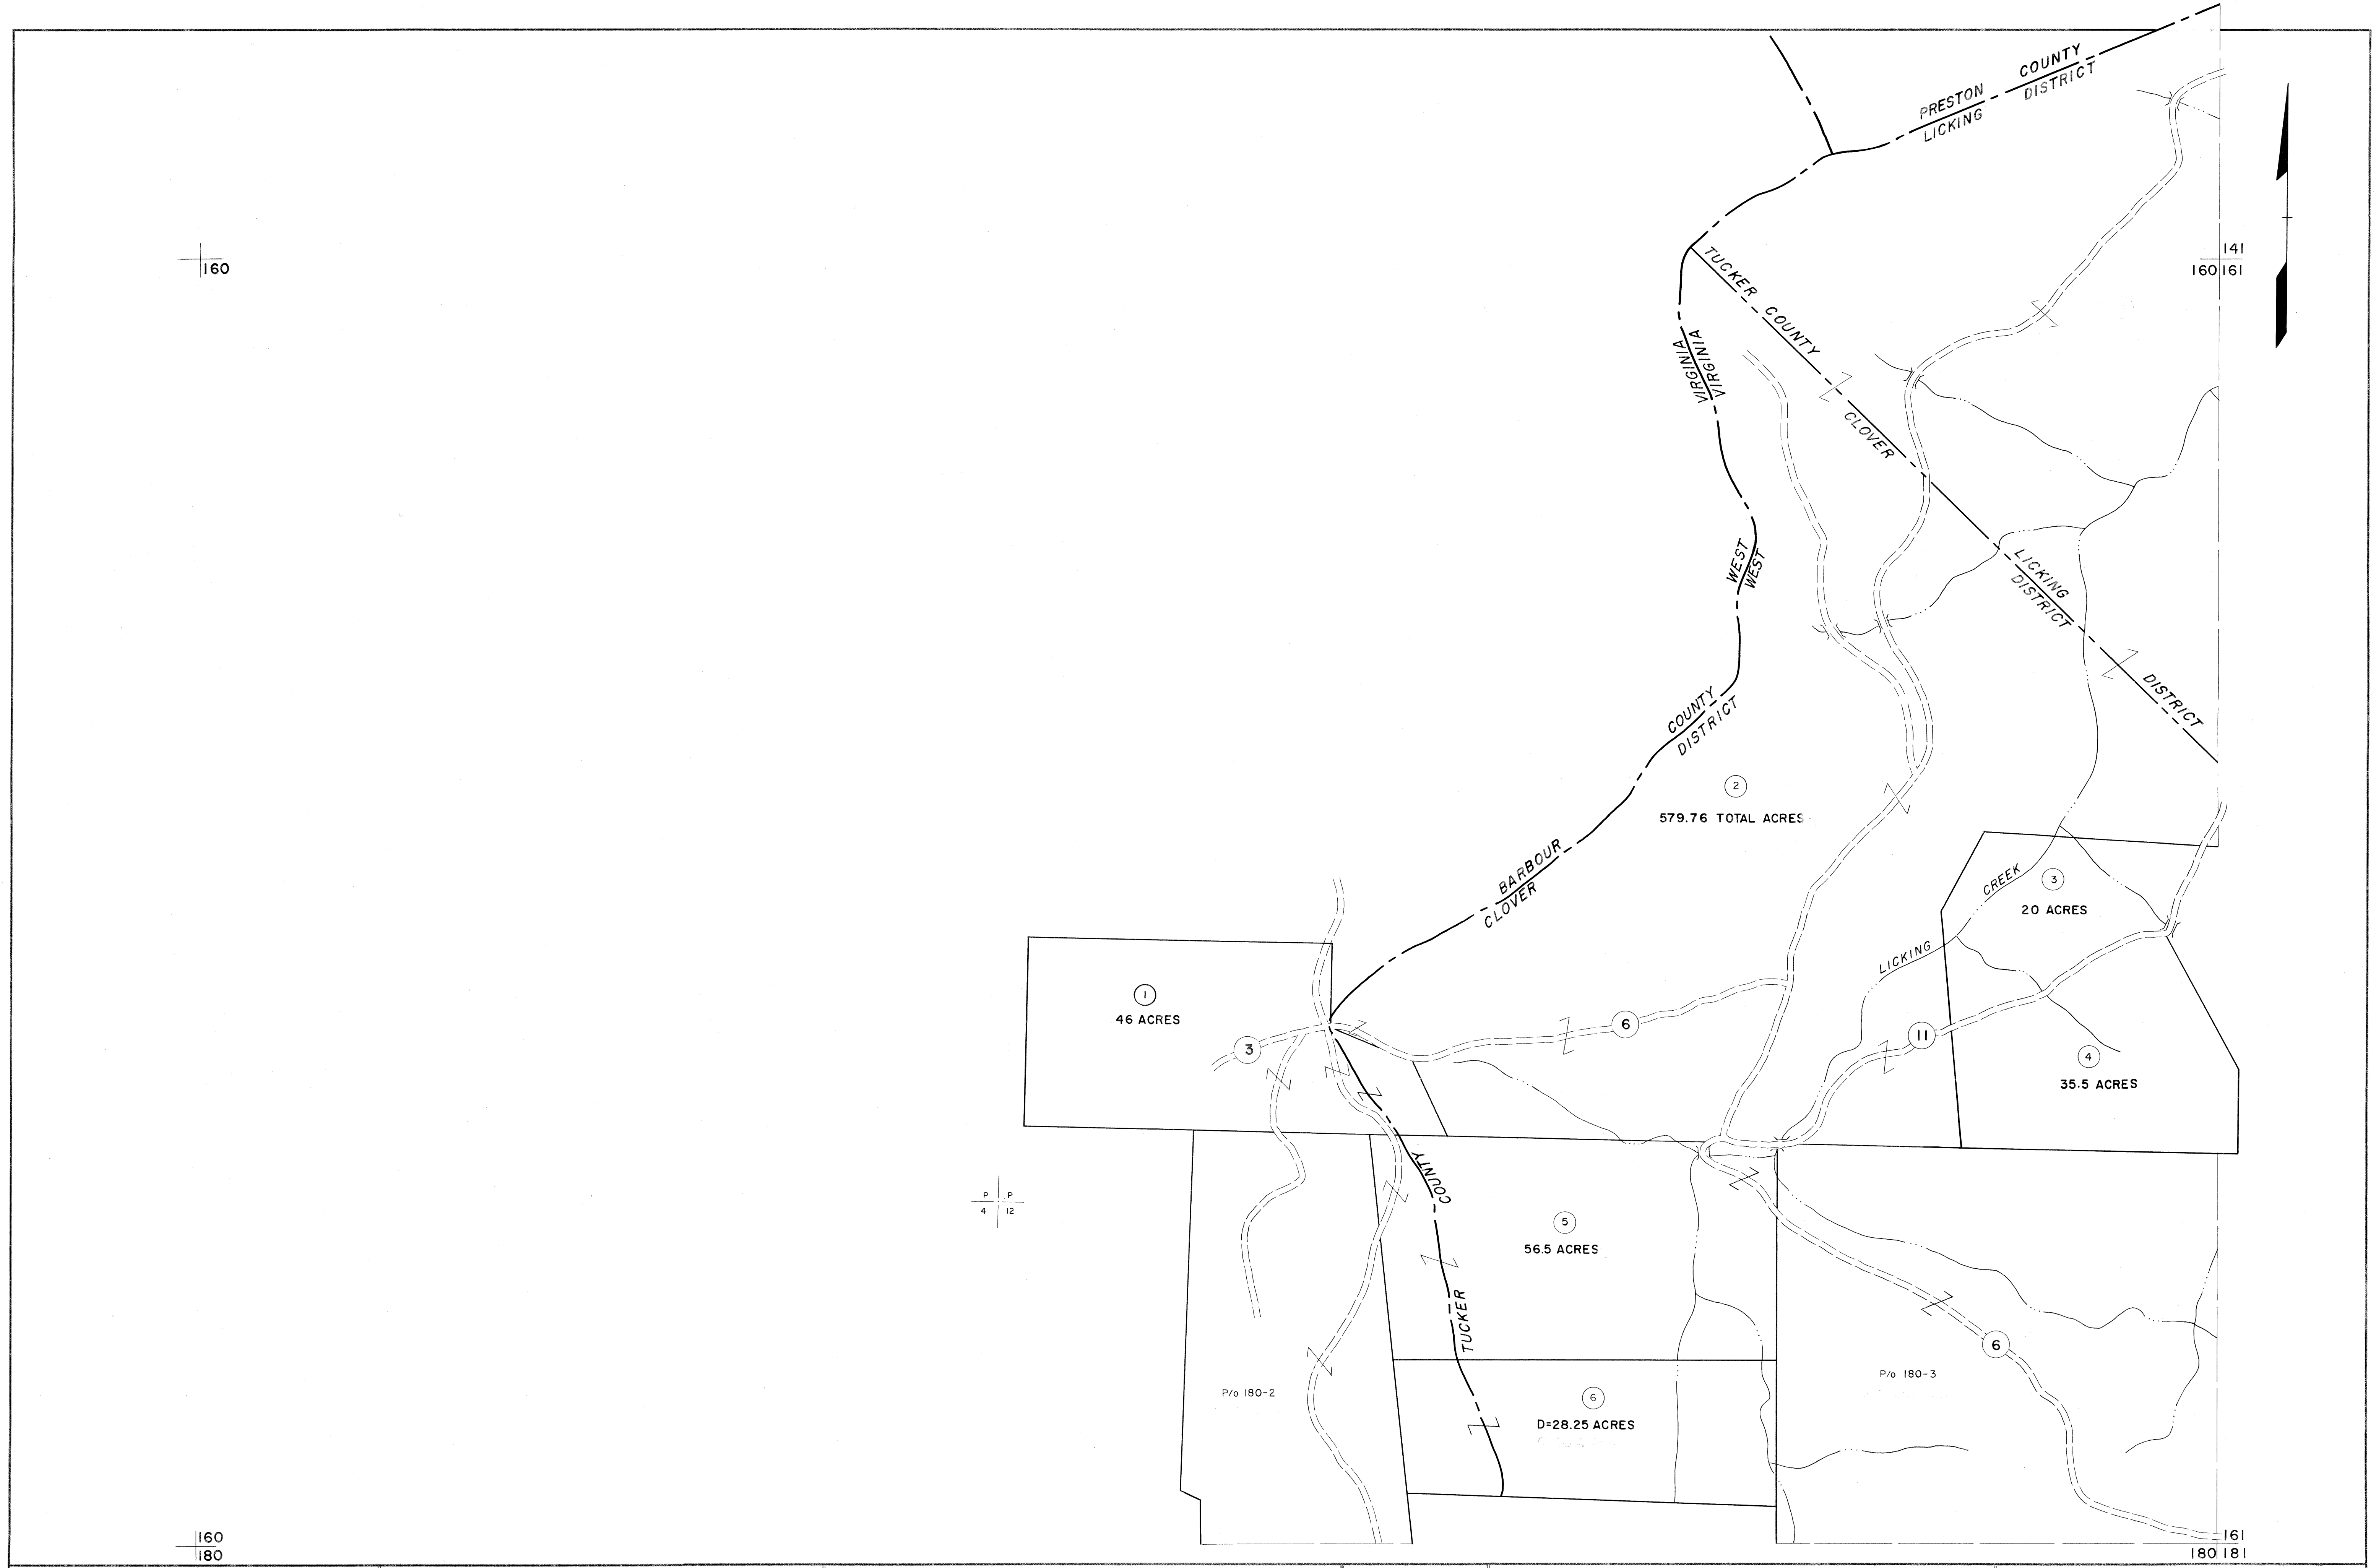 PRESTON COUNTY
LICKING DISTRICT
160
141
160 161
TUCKER COUNTY
CLOVER
LICKING
DISTRICT
DISTRICT
VIRGINIA
VIRGINIA
WEST
WEST
COUNTY
DISTRICT
BARBOUR
CLOVER
2
579.76 TOTAL ACRES
CREEK
3
20 ACRES
LICKING
1
46 ACRES
3
6
11
4
35.5 ACRES
COUNTY
P P
4 12
5
56.5 ACRES
TUCKER
6
P/o 180-2
P/o 180-3
6
D=28.25 ACRES
160
180
161
180 181